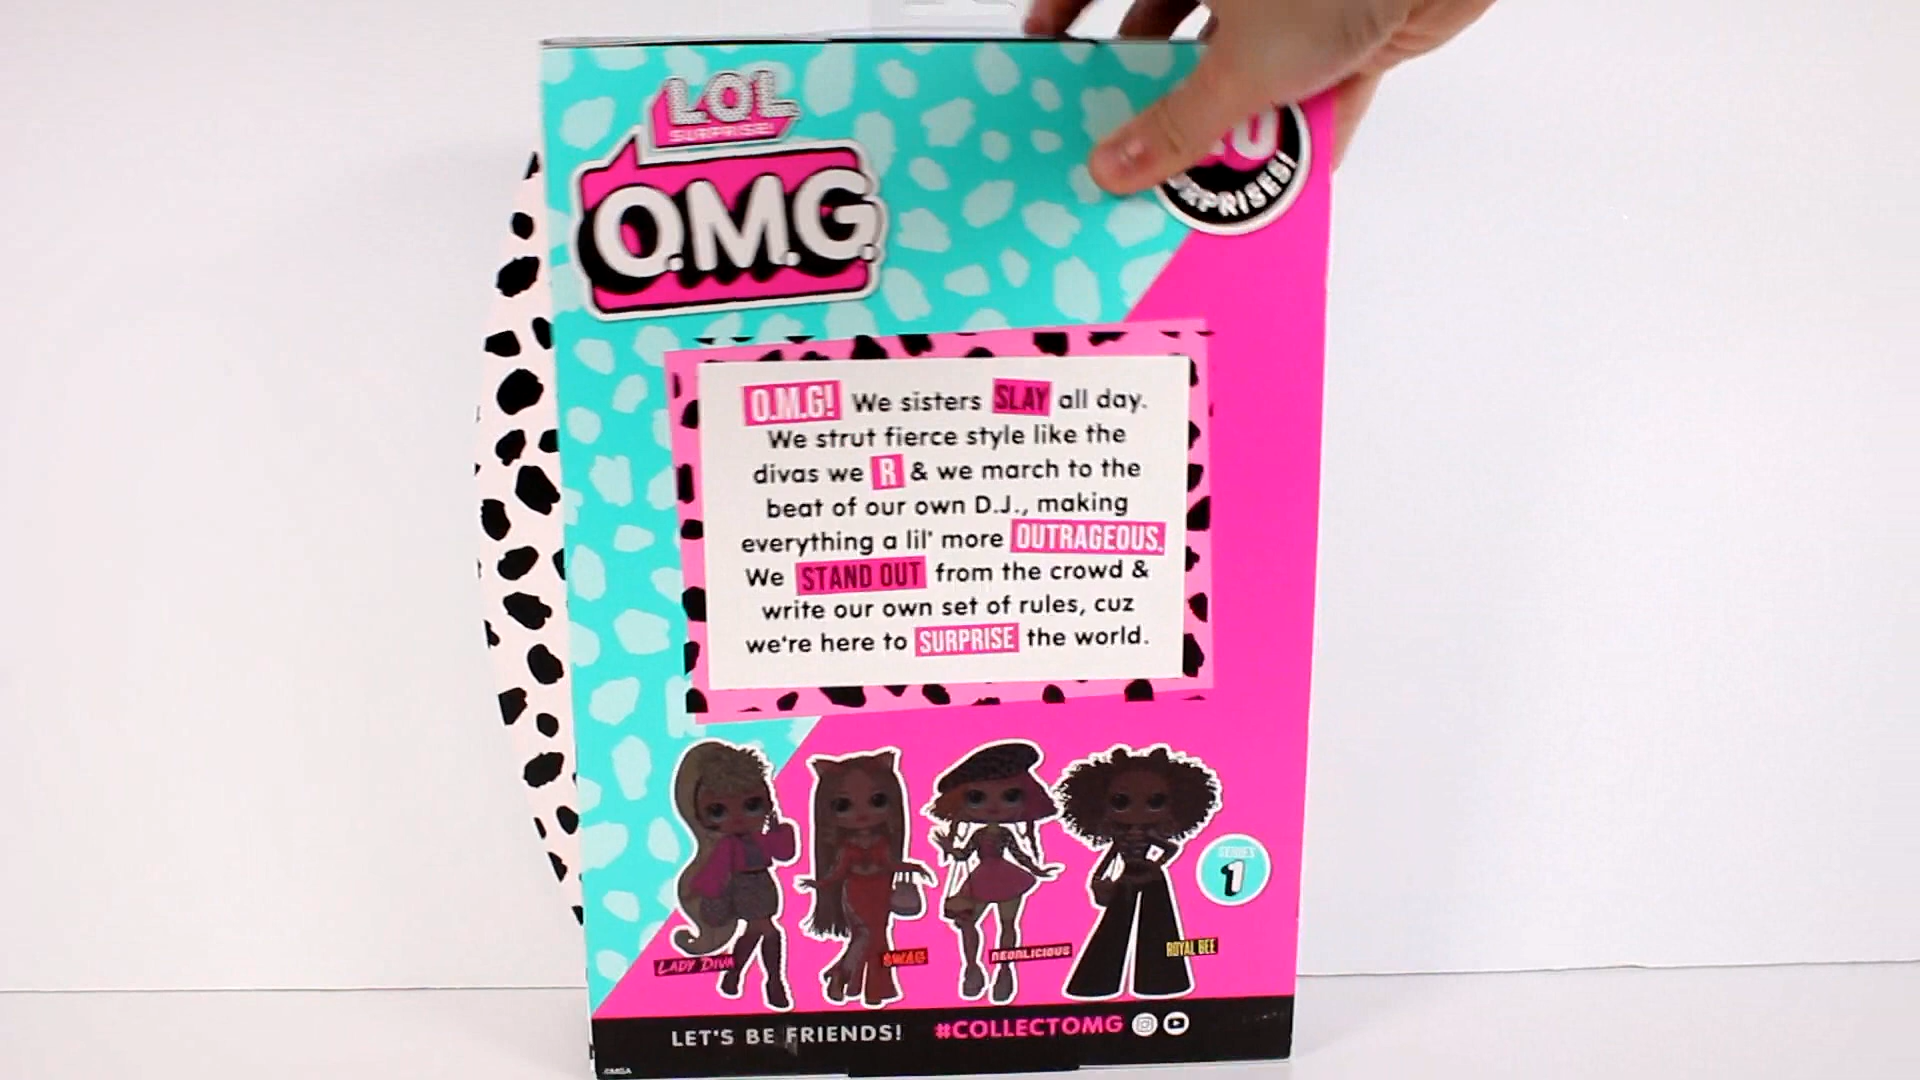 LOL
SURPRISE!
O.M.G.
SURPRISES!
O.M.G! We sisters SLAY all day.
We strut fierce style like the
divas we R & we march to the
beat of our own D.J., making
everything a lil' more OUTRAGEOUS.
We STAND OUT from the crowd &
write our own set of rules, cuz
we're here to SURPRISE the world.
SERIES
1
LADY DIVA
SWAG
NEONLICIOUS
ROYAL BEE
LET'S BE FRIENDS! #COLLECTOMG
©MGA